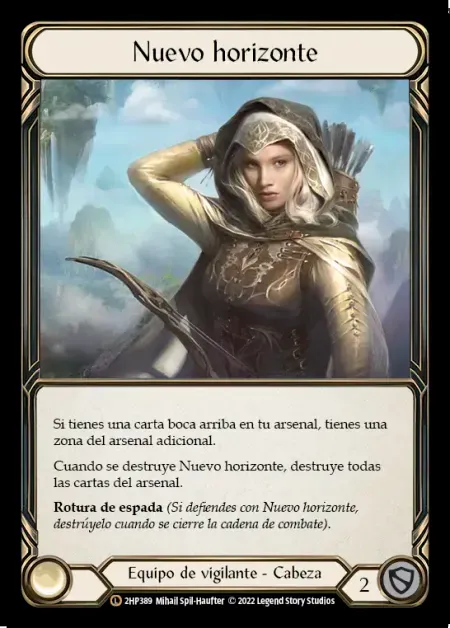 Nuevo horizonte
Si tienes una carta boca arriba en tu arsenal, tienes una
zona del arsenal adicional.
Cuando se destruye Nuevo horizonte, destruye todas
las cartas del arsenal.
Rotura de espada (Si defiendes con Nuevo horizonte,
destrúyelo cuando se cierre la cadena de combate).
Equipo de vigilante - Cabeza
2
L 2HP389 Mihail Spil-Haufter © 2022 Legend Story Studios